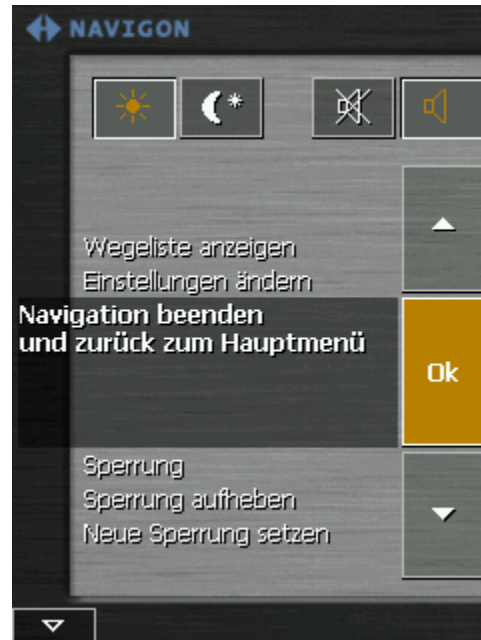 NAVIGON
Wegeliste anzeigen
Einstellungen ändern
Navigation beenden
und zurück zum Hauptmenü
Ok
Sperrung
Sperrung aufheben
Neue Sperrung setzen